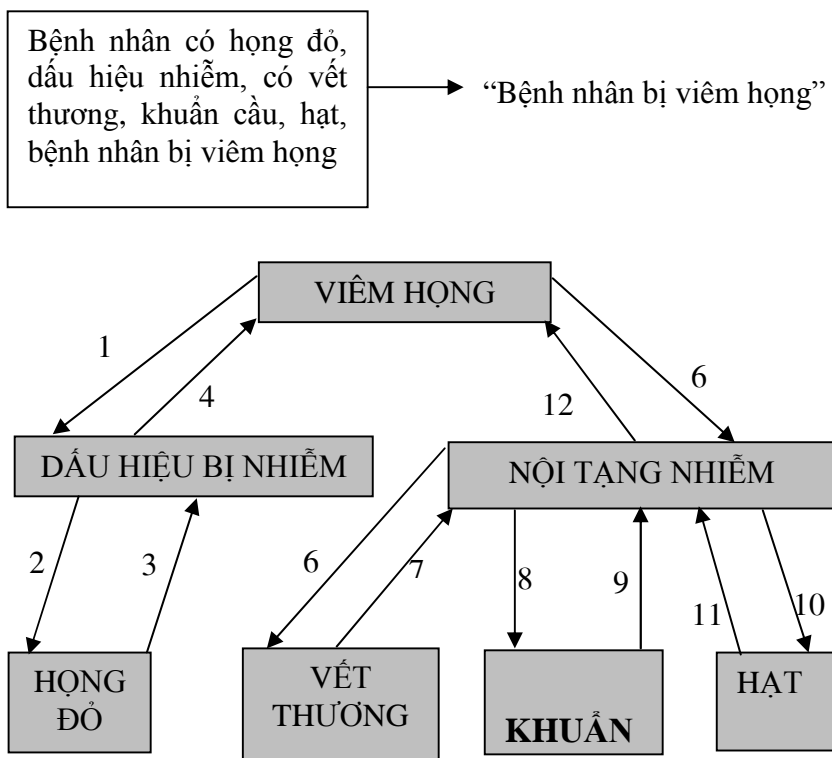 Bệnh nhân có họng đỏ,
dấu hiệu nhiễm, có vết
thương, khuẩn cầu, hạt,
bệnh nhân bị viêm họng
“Bệnh nhân bị viêm họng”
VIÊM HỌNG
1
4
12
6
DẤU HIỆU BỊ NHIỄM
NỘI TẠNG NHIỄM
2
3
6
7
8
9
11
10
HỌNG
ĐỎ
VẾT
THƯƠNG
KHUẨN
HẠT